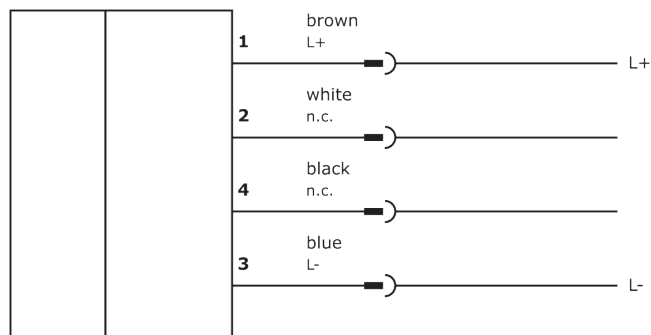 brown
1 L+
L+
white
2 n.c.
black
4 n.c.
blue
3 L-
L-